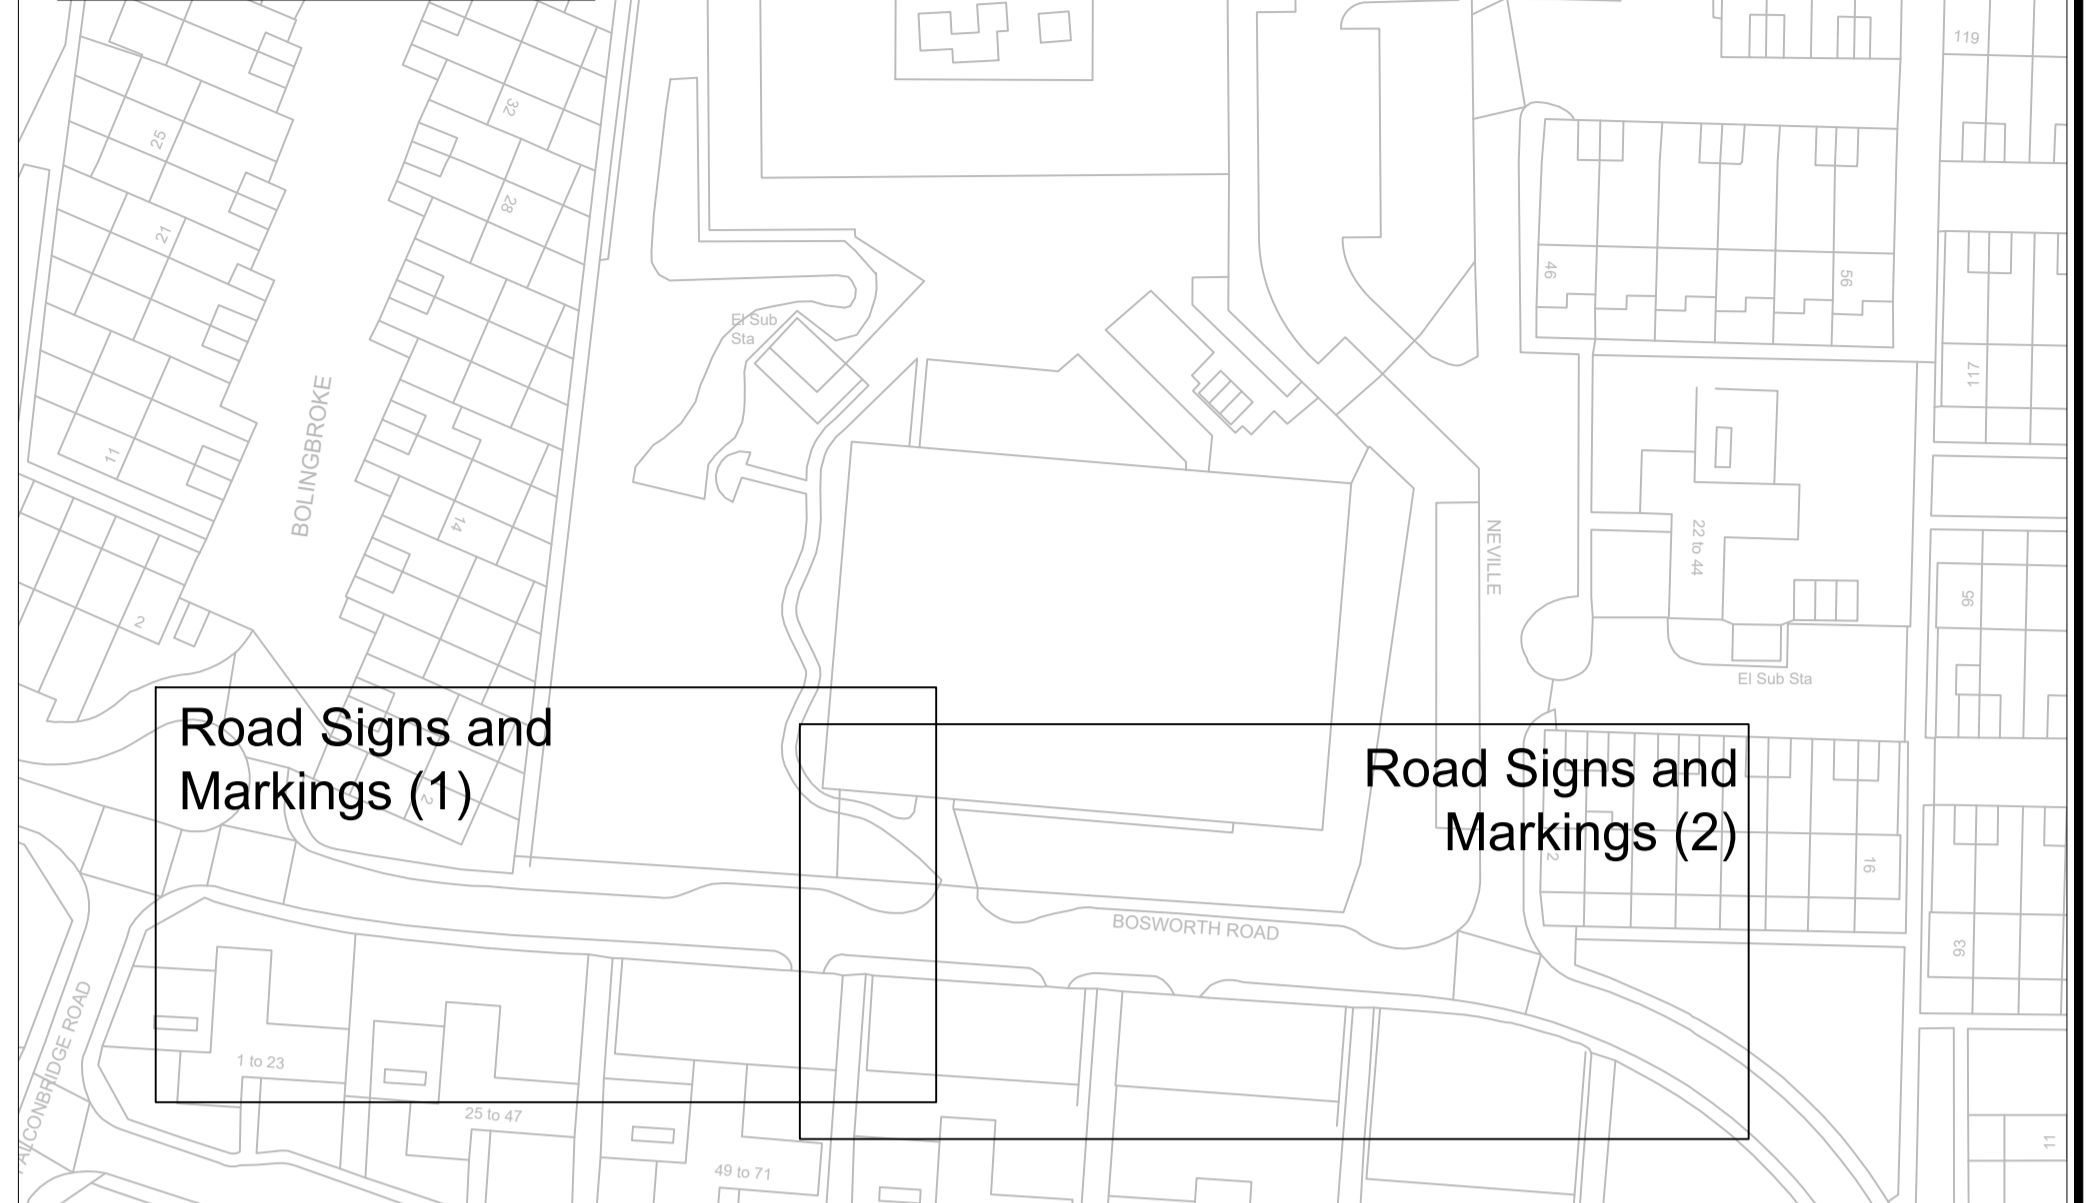 119
32
25
28
21
46
56
El Sub
Sta
117
BOLINGBROKE
11
14
NEVILLE
22 to 44
95
2
El Sub Sta
Road Signs and
Markings (1)
Road Signs and
Markings (2)
2
2
16
BOSWORTH ROAD
93
FALCONBRIDGE ROAD
1 to 23
25 to 47
49 to 71
11